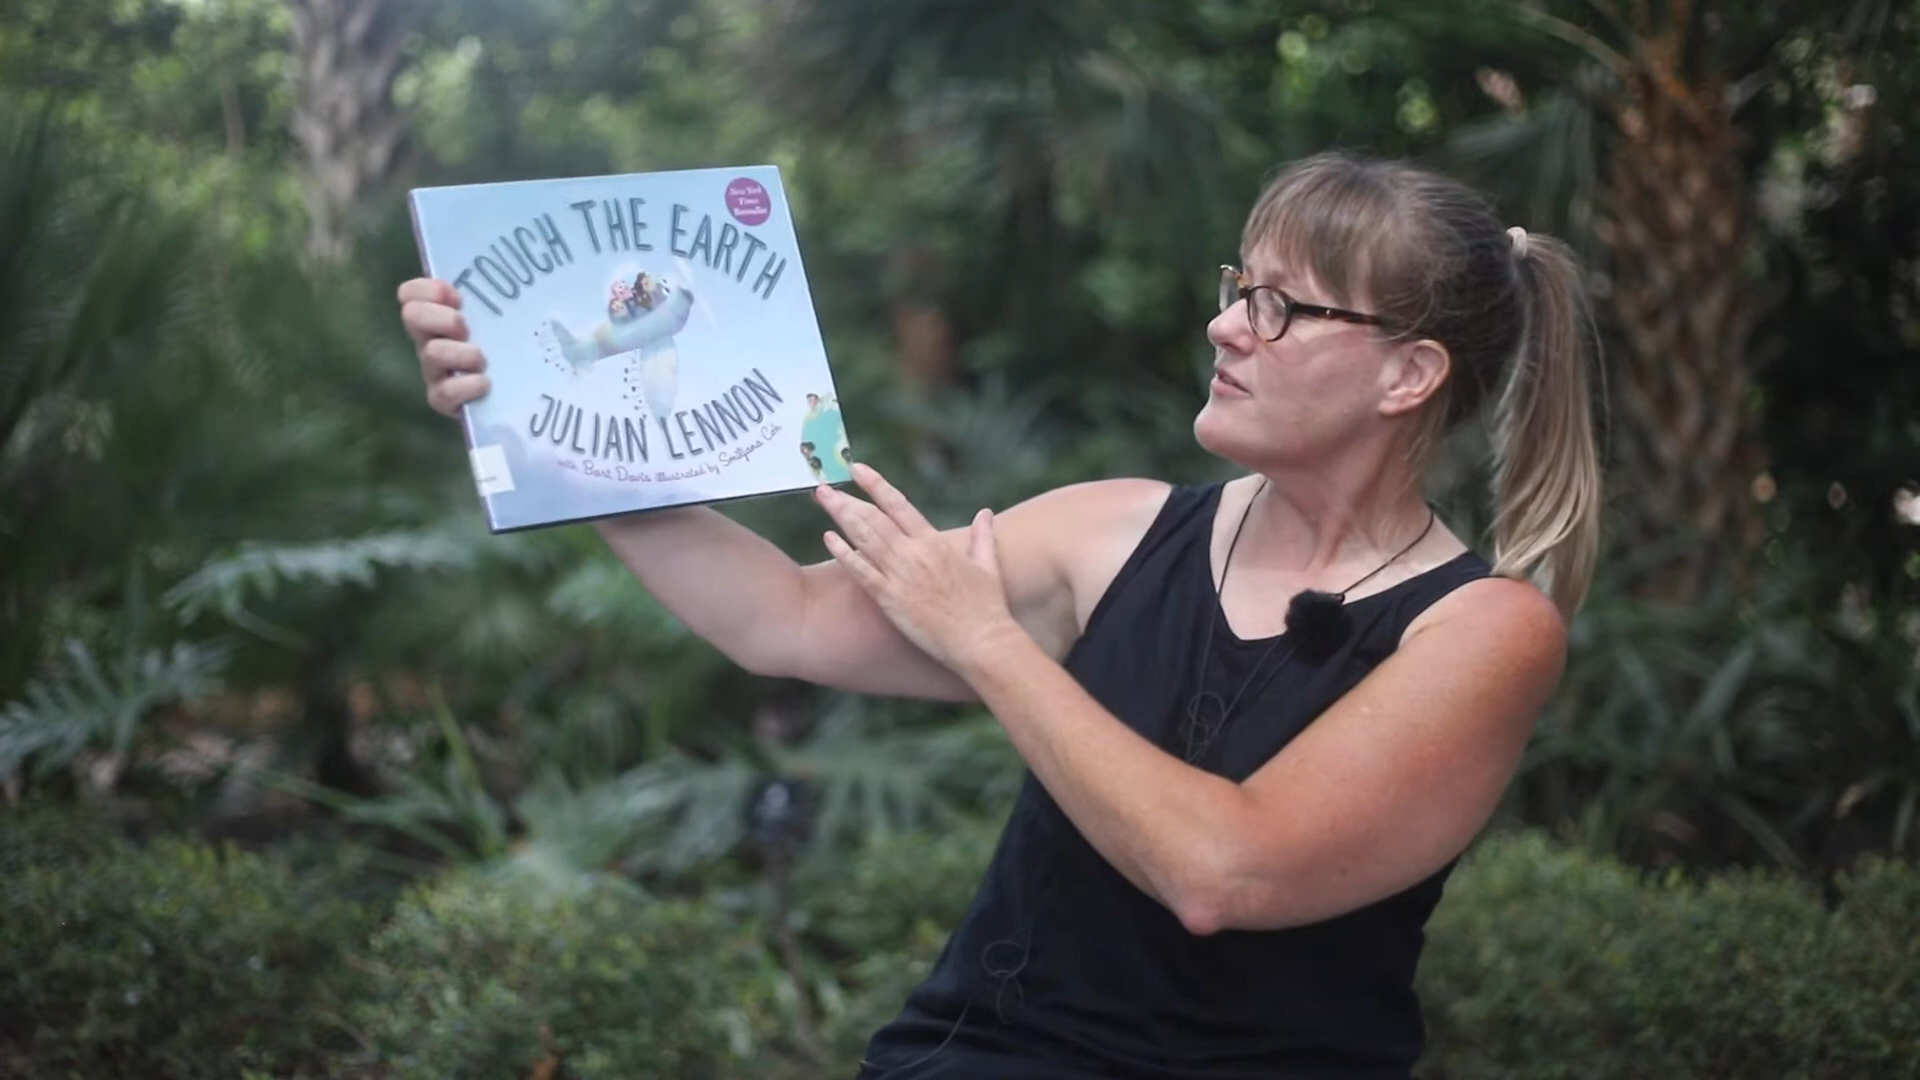 New York
Times
Bestseller
TOUCH THE EARTH
JULIAN LENNON
with Bart Davis illustrated by Smiljana Coh